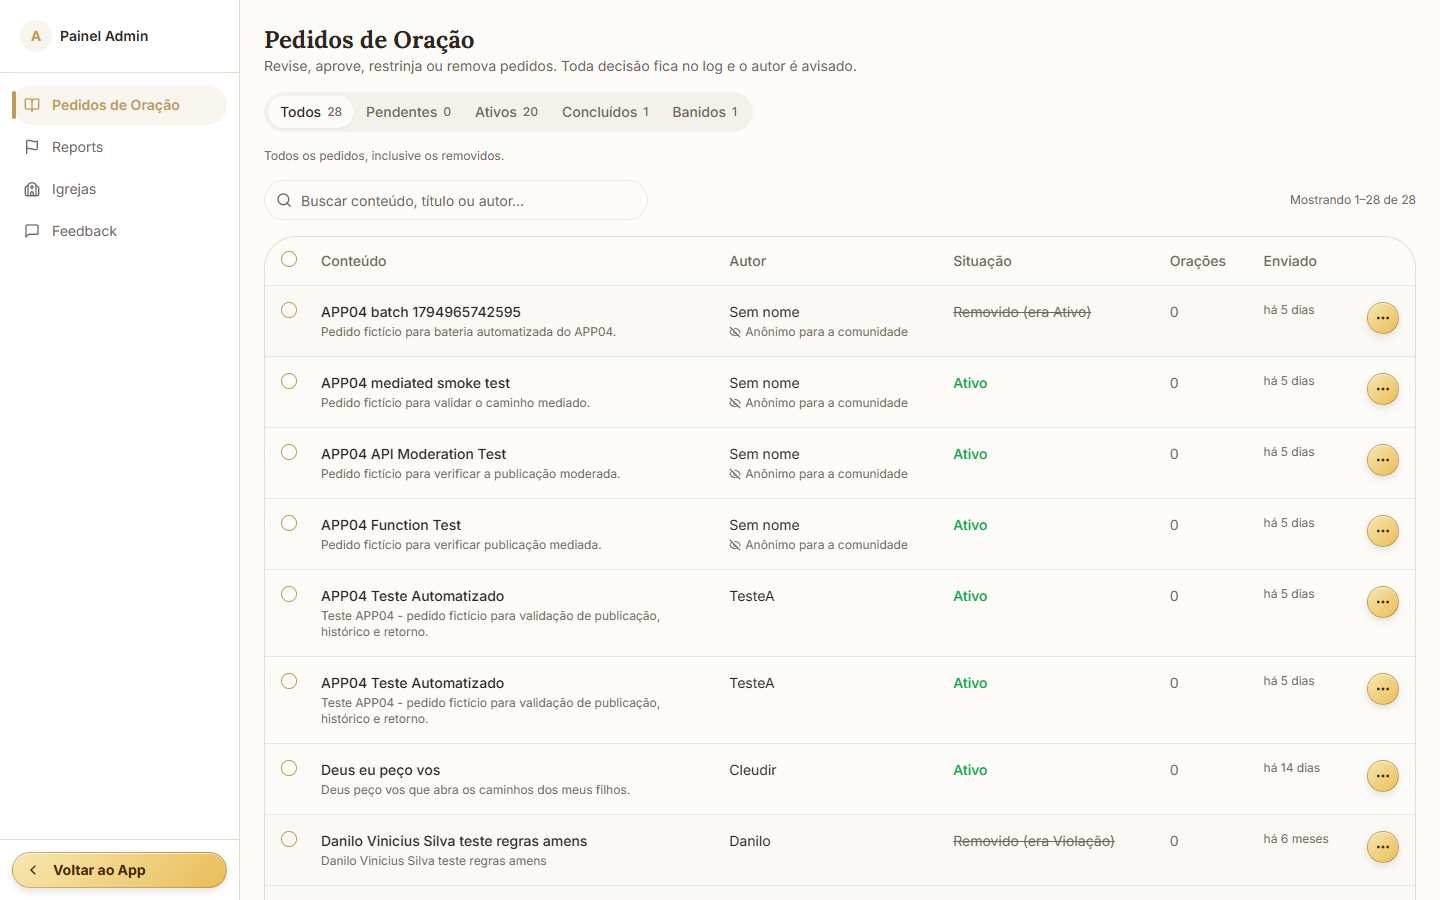 A Painel Admin
Pedidos de Oração
Reports
Igrejas
Feedback
Voltar ao App
Pedidos de Oração
Revise, aprove, restrinja ou remova pedidos. Toda decisão fica no log e o autor é avisado.
Todos 28 Pendentes 0 Ativos 20 Concluídos 1 Banidos 1
Todos os pedidos, inclusive os removidos.
Buscar conteúdo, título ou autor...
Mostrando 1–28 de 28
Conteúdo Autor Situação Orações Enviado
APP04 batch 1794965742595 Sem nome Removido (era Ativo) 0 há 5 dias
Pedido fictício para bateria automatizada do APP04. Anônimo para a comunidade
APP04 mediated smoke test Sem nome Ativo 0 há 5 dias
Pedido fictício para validar o caminho mediado. Anônimo para a comunidade
APP04 API Moderation Test Sem nome Ativo 0 há 5 dias
Pedido fictício para verificar a publicação moderada. Anônimo para a comunidade
APP04 Function Test Sem nome Ativo 0 há 5 dias
Pedido fictício para verificar publicação mediada. Anônimo para a comunidade
APP04 Teste Automatizado TesteA Ativo 0 há 5 dias
Teste APP04 - pedido fictício para validação de publicação,
histórico e retorno.
APP04 Teste Automatizado TesteA Ativo 0 há 5 dias
Teste APP04 - pedido fictício para validação de publicação,
histórico e retorno.
Deus eu peço vos Cleudir Ativo 0 há 14 dias
Deus peço vos que abra os caminhos dos meus filhos.
Danilo Vinicius Silva teste regras amens Danilo Removido (era Violação) 0 há 6 meses
Danilo Vinicius Silva teste regras amens